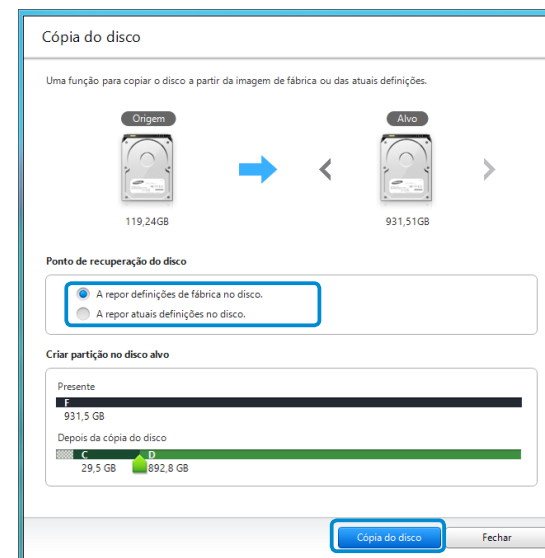 Cópia do disco
Uma função para copiar o disco a partir da imagem de fábrica ou das atuais definições.
Origem
Alvo
119,24GB
931,51GB
Ponto de recuperação do disco
A repor definições de fábrica no disco.
A repor atuais definições no disco.
Criar partição no disco alvo
Presente
F
931,5 GB
Depois da cópia do disco
C
D
29,5 GB
892,8 GB
Cópia do disco
Fechar